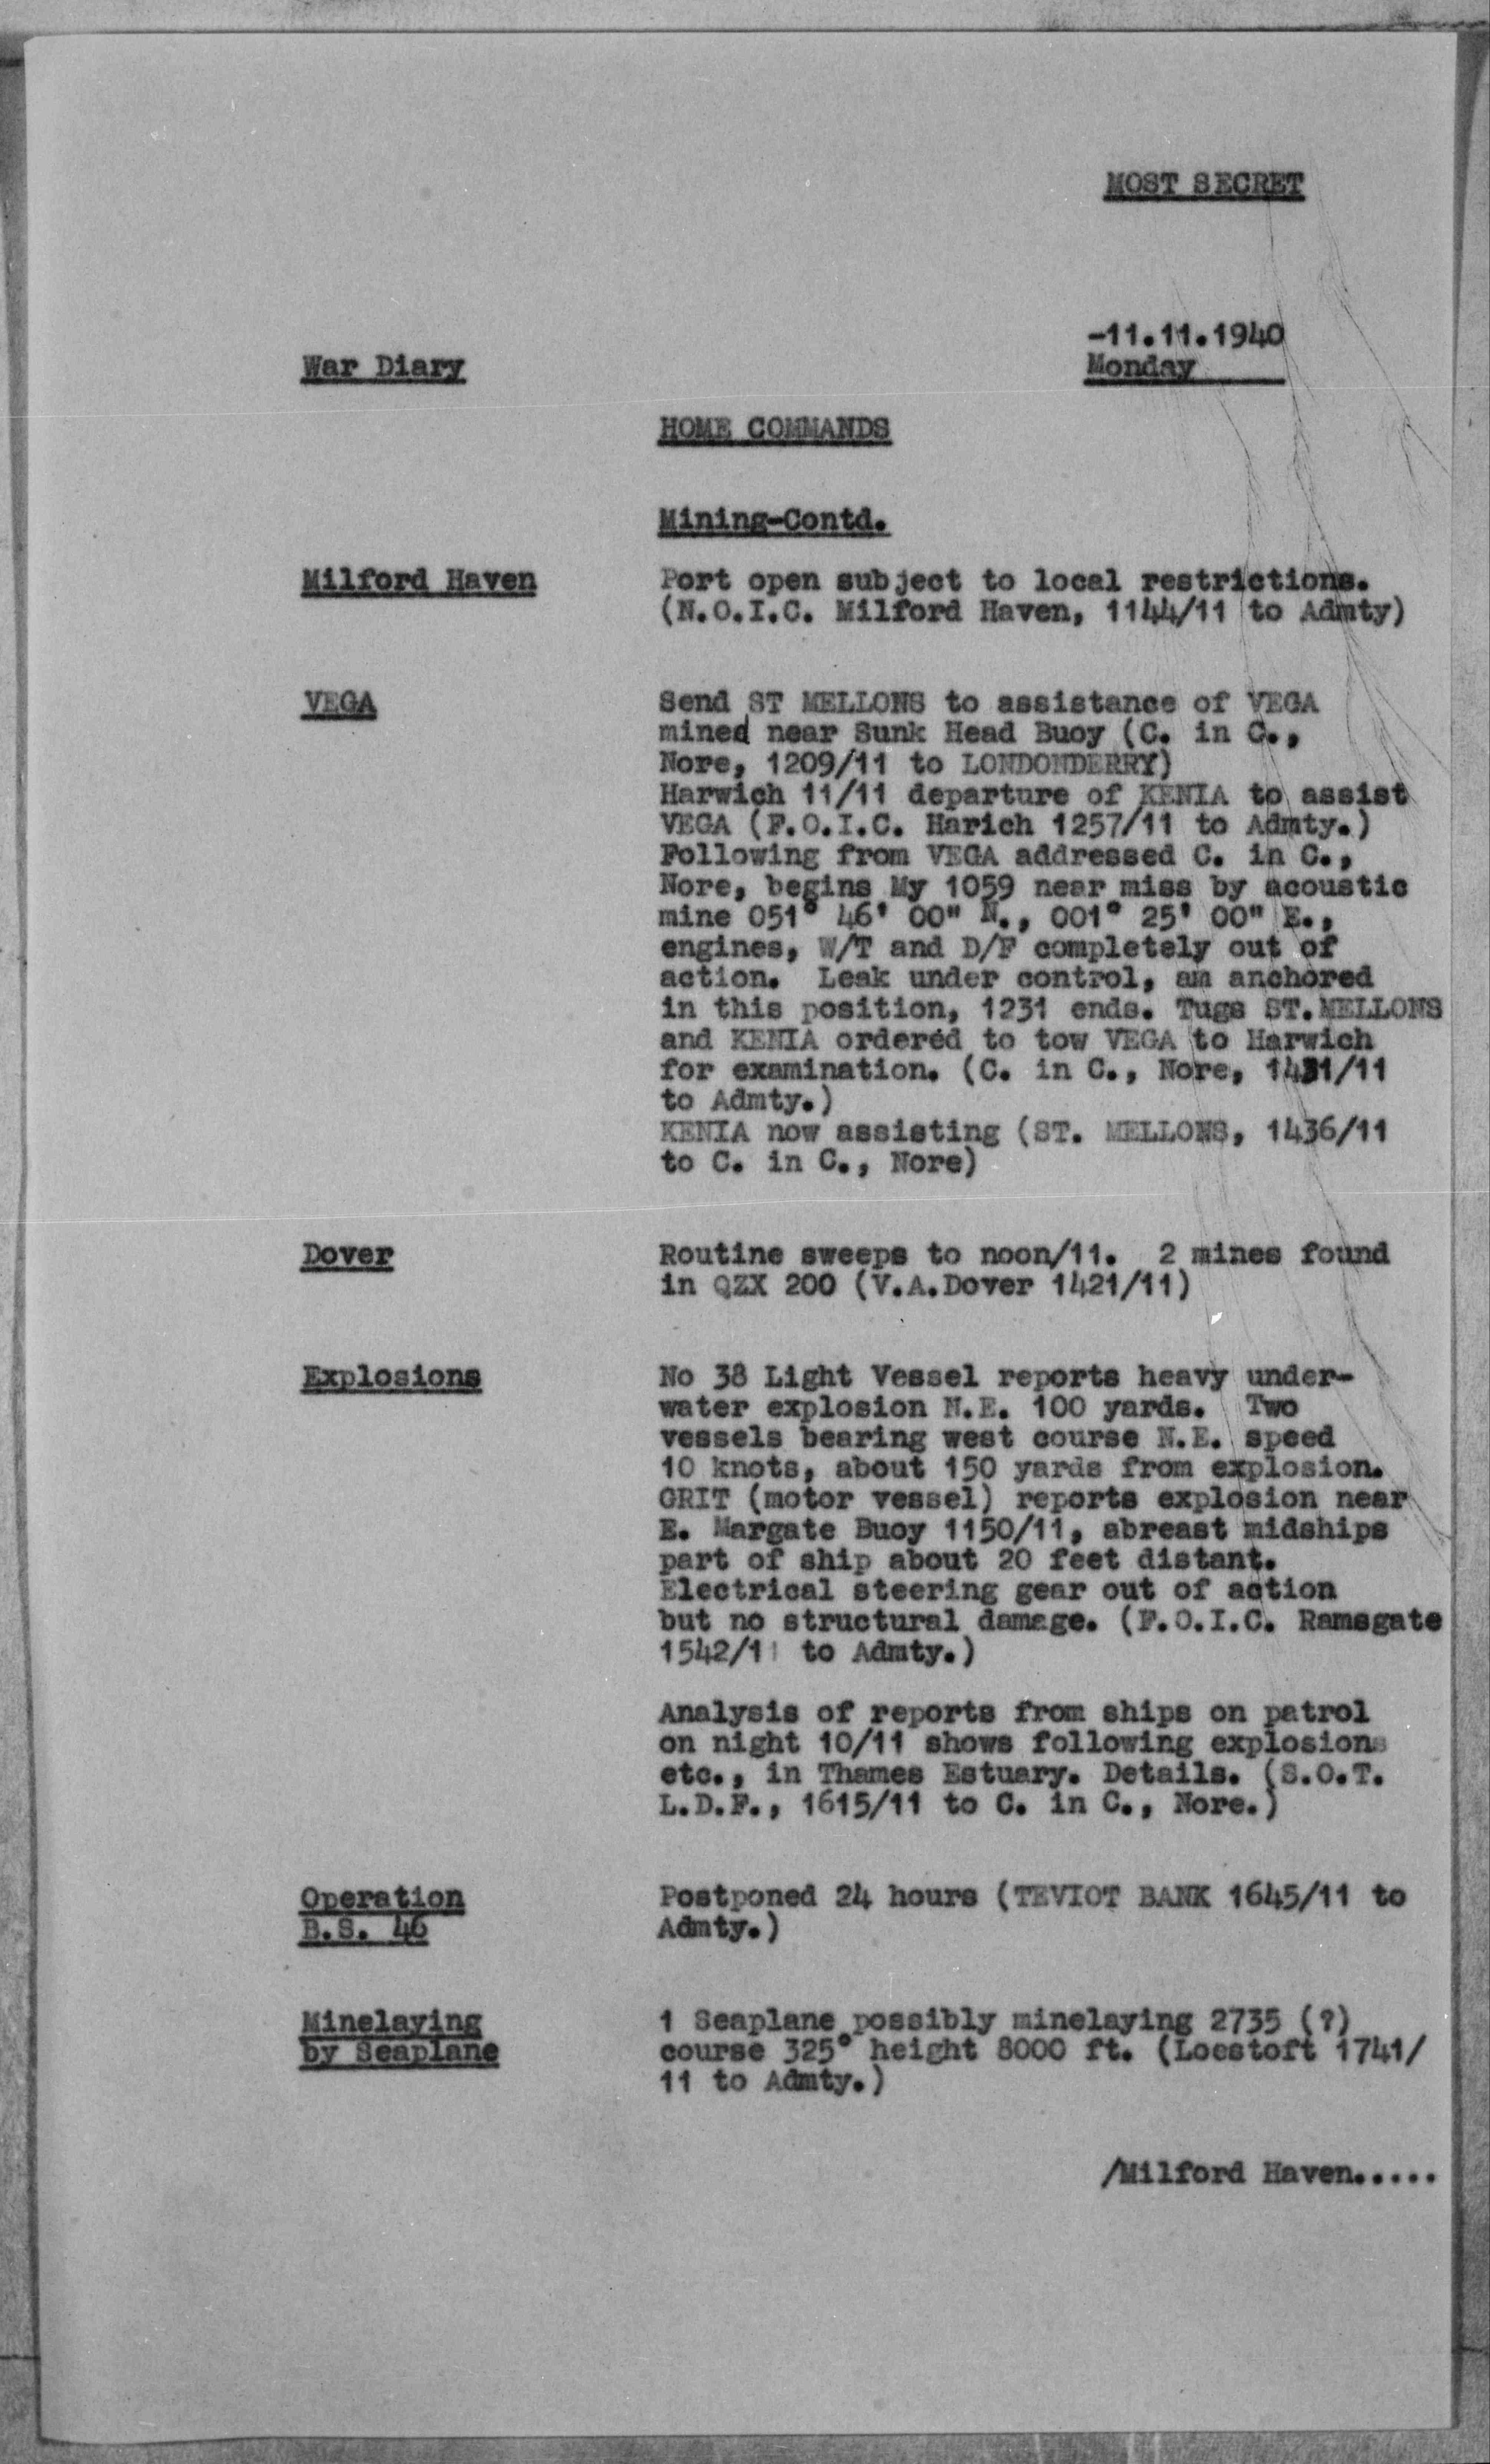 MOST SECRET
-11.11.1940
War Diary
Monday
HOME COMMANDS
Mining-Contd.
Milford Haven
Port open subject to local restrictions.
(N.O.I.C. Milford Haven, 1144/11 to Admty)
VEGA
Send ST MELLONS to assistance of VEGA
mined near Sunk Head Buoy (C. in C.,
Nore, 1209/11 to LONDONDERRY)
Harwich 11/11 departure of KENIA to assist
VEGA (F.O.I.C. Harich 1257/11 to Admty.)
Following from VEGA addressed C. in C.,
Nore, begins My 1059 near miss by acoustic
mine 051° 46' 00" N., 001° 25' 00" E.,
engines, W/T and D/F completely out of
action. Leak under control, am anchored
in this position, 1231 ends. Tugs ST.MELLONS
and KENIA ordered to tow VEGA to Harwich
for examination. (C. in C., Nore, 1431/11
to Admty.)
KENIA now assisting (ST. MELLONS, 1436/11
to C. in C., Nore)
Dover
Routine sweeps to noon/11. 2 mines found
in QZX 200 (V.A.Dover 1421/11)
Explosions
No 38 Light Vessel reports heavy under-
water explosion N.E. 100 yards. Two
vessels bearing west course N.E. speed
10 knots, about 150 yards from explosion.
GRIT (motor vessel) reports explosion near
E. Margate Buoy 1150/11, abreast midships
part of ship about 20 feet distant.
Electrical steering gear out of action
but no structural damage. (F.O.I.C. Ramsgate
1542/11 to Admty.)
Analysis of reports from ships on patrol
on night 10/11 shows following explosions
etc., in Thames Estuary. Details. (S.O.T.
L.D.F., 1615/11 to C. in C., Nore.)
Operation
B.S. 46
Postponed 24 hours (TEVIOT BANK 1645/11 to
Admty.)
Minelaying
by Seaplane
1 Seaplane possibly minelaying 2735 (?)
course 325° height 8000 ft. (Loestoft 1741/
11 to Admty.)
/Milford Haven.....